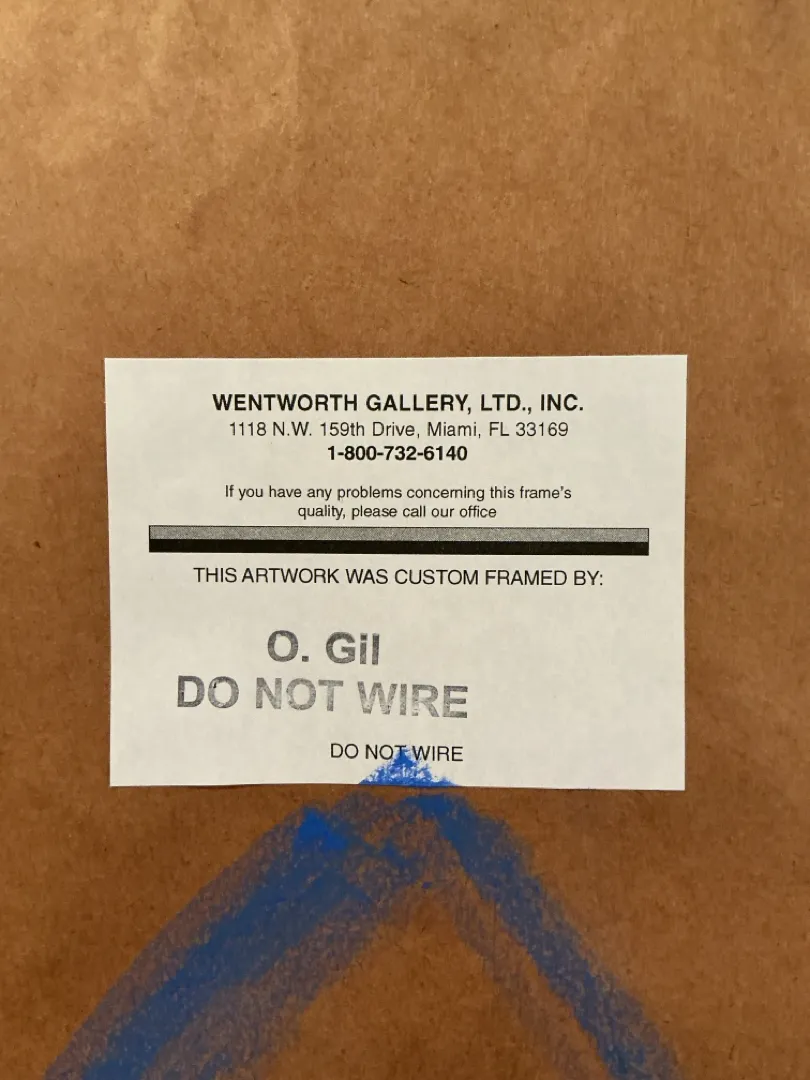 WENTWORTH GALLERY, LTD., INC.
1118 N.W. 159th Drive, Miami, FL 33169
1-800-732-6140
If you have any problems concerning this frame's
quality, please call our office
THIS ARTWORK WAS CUSTOM FRAMED BY:
O. Gil
DO NOT WIRE
DO NOT WIRE